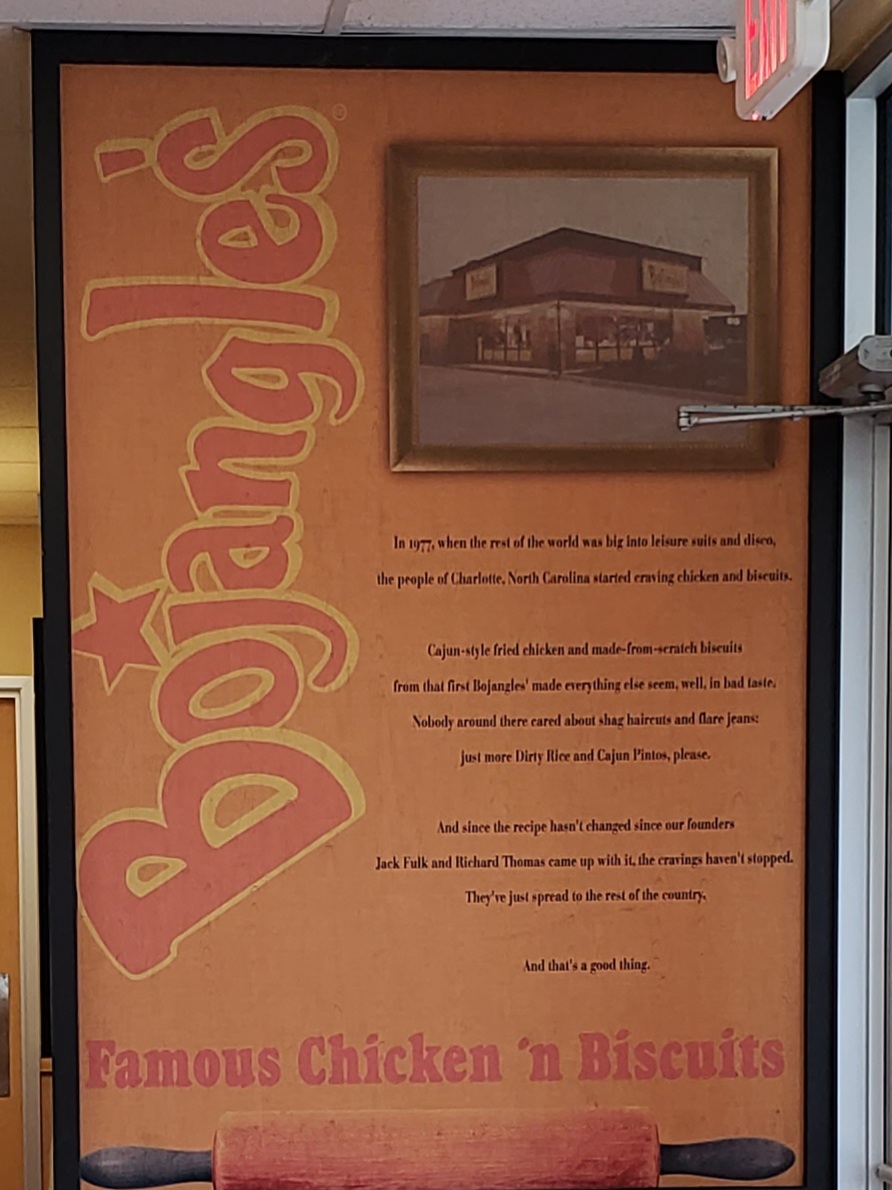 EXIT
Bojangles'
In 1977, when the rest of the world was big into leisure suits and disco,
the people of Charlotte, North Carolina started craving chicken and biscuits.
Cajun-style fried chicken and made-from-scratch biscuits
from that first Bojangles' made everything else seem, well, in bad taste.
Nobody around there cared about shag haircuts and flare jeans:
just more Dirty Rice and Cajun Pintos, please.
And since the recipe hasn't changed since our founders
Jack Fulk and Richard Thomas came up with it, the cravings haven't stopped.
They've just spread to the rest of the country.
And that's a good thing.
Famous Chicken 'n Biscuits